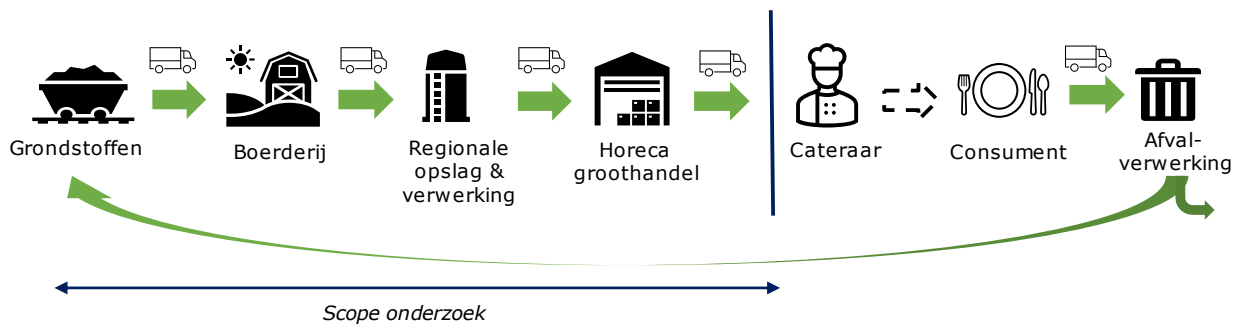 Grondstoffen
Boerderij
Regionale
opslag &
verwerking
Horeca
groothandel
Cateraar
Consument
Afval-
verwerking
Scope onderzoek